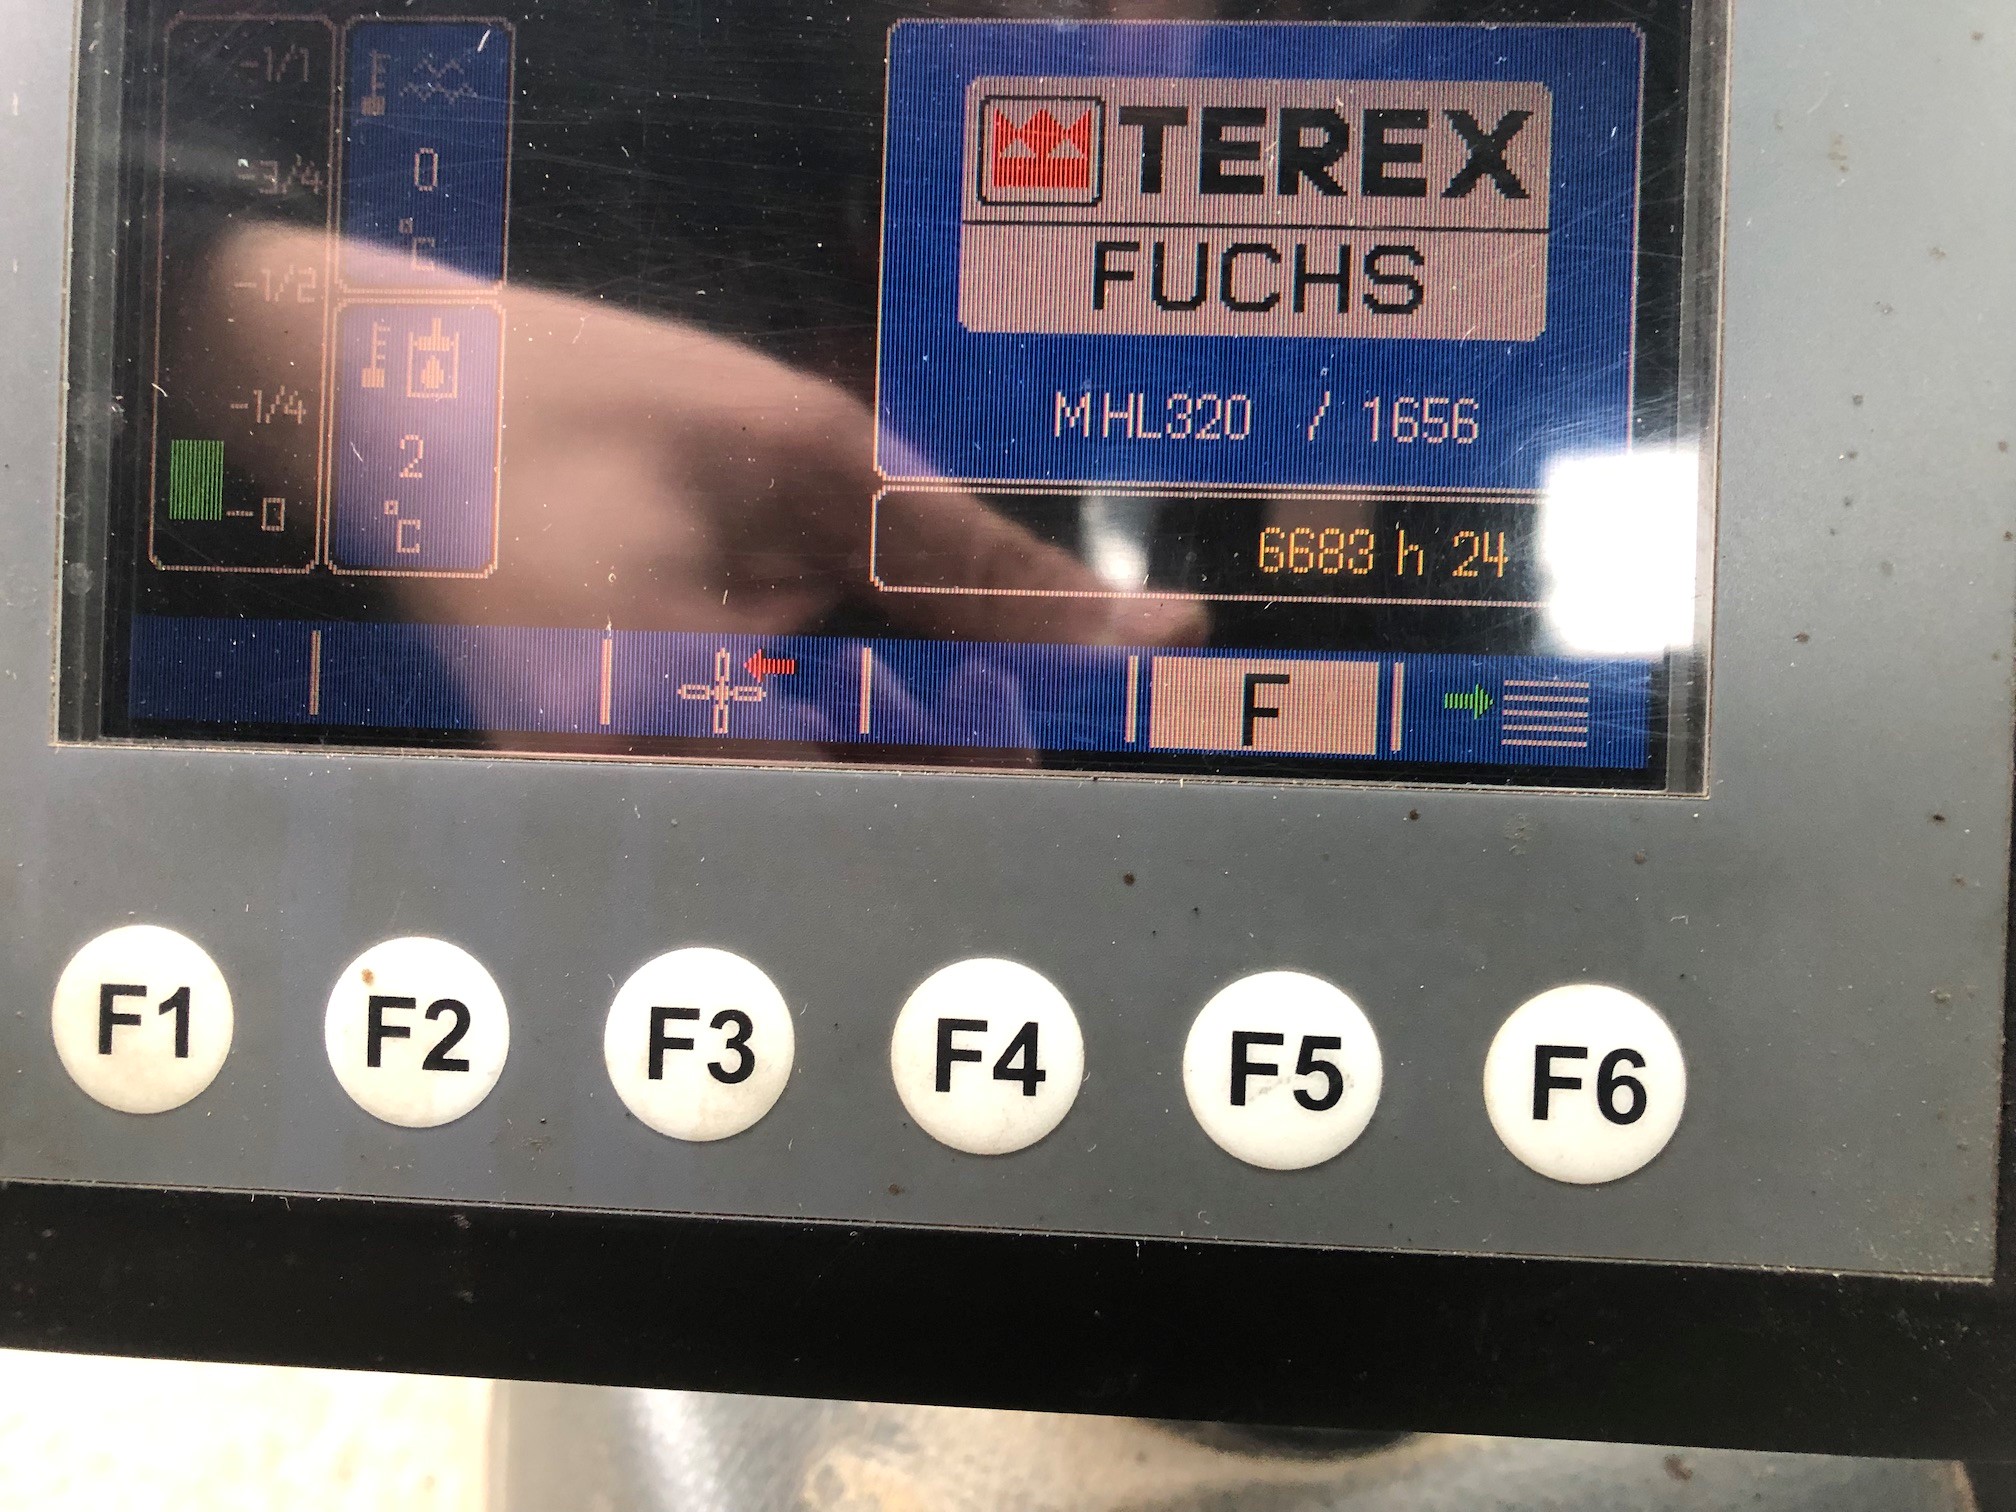 -1/1
-3/4
-1/2
-1/4
-0
0
°C
2
°C
TEREX
FUCHS
MHL320 / 1656
6683 h 24
F
F1 F2 F3 F4 F5 F6